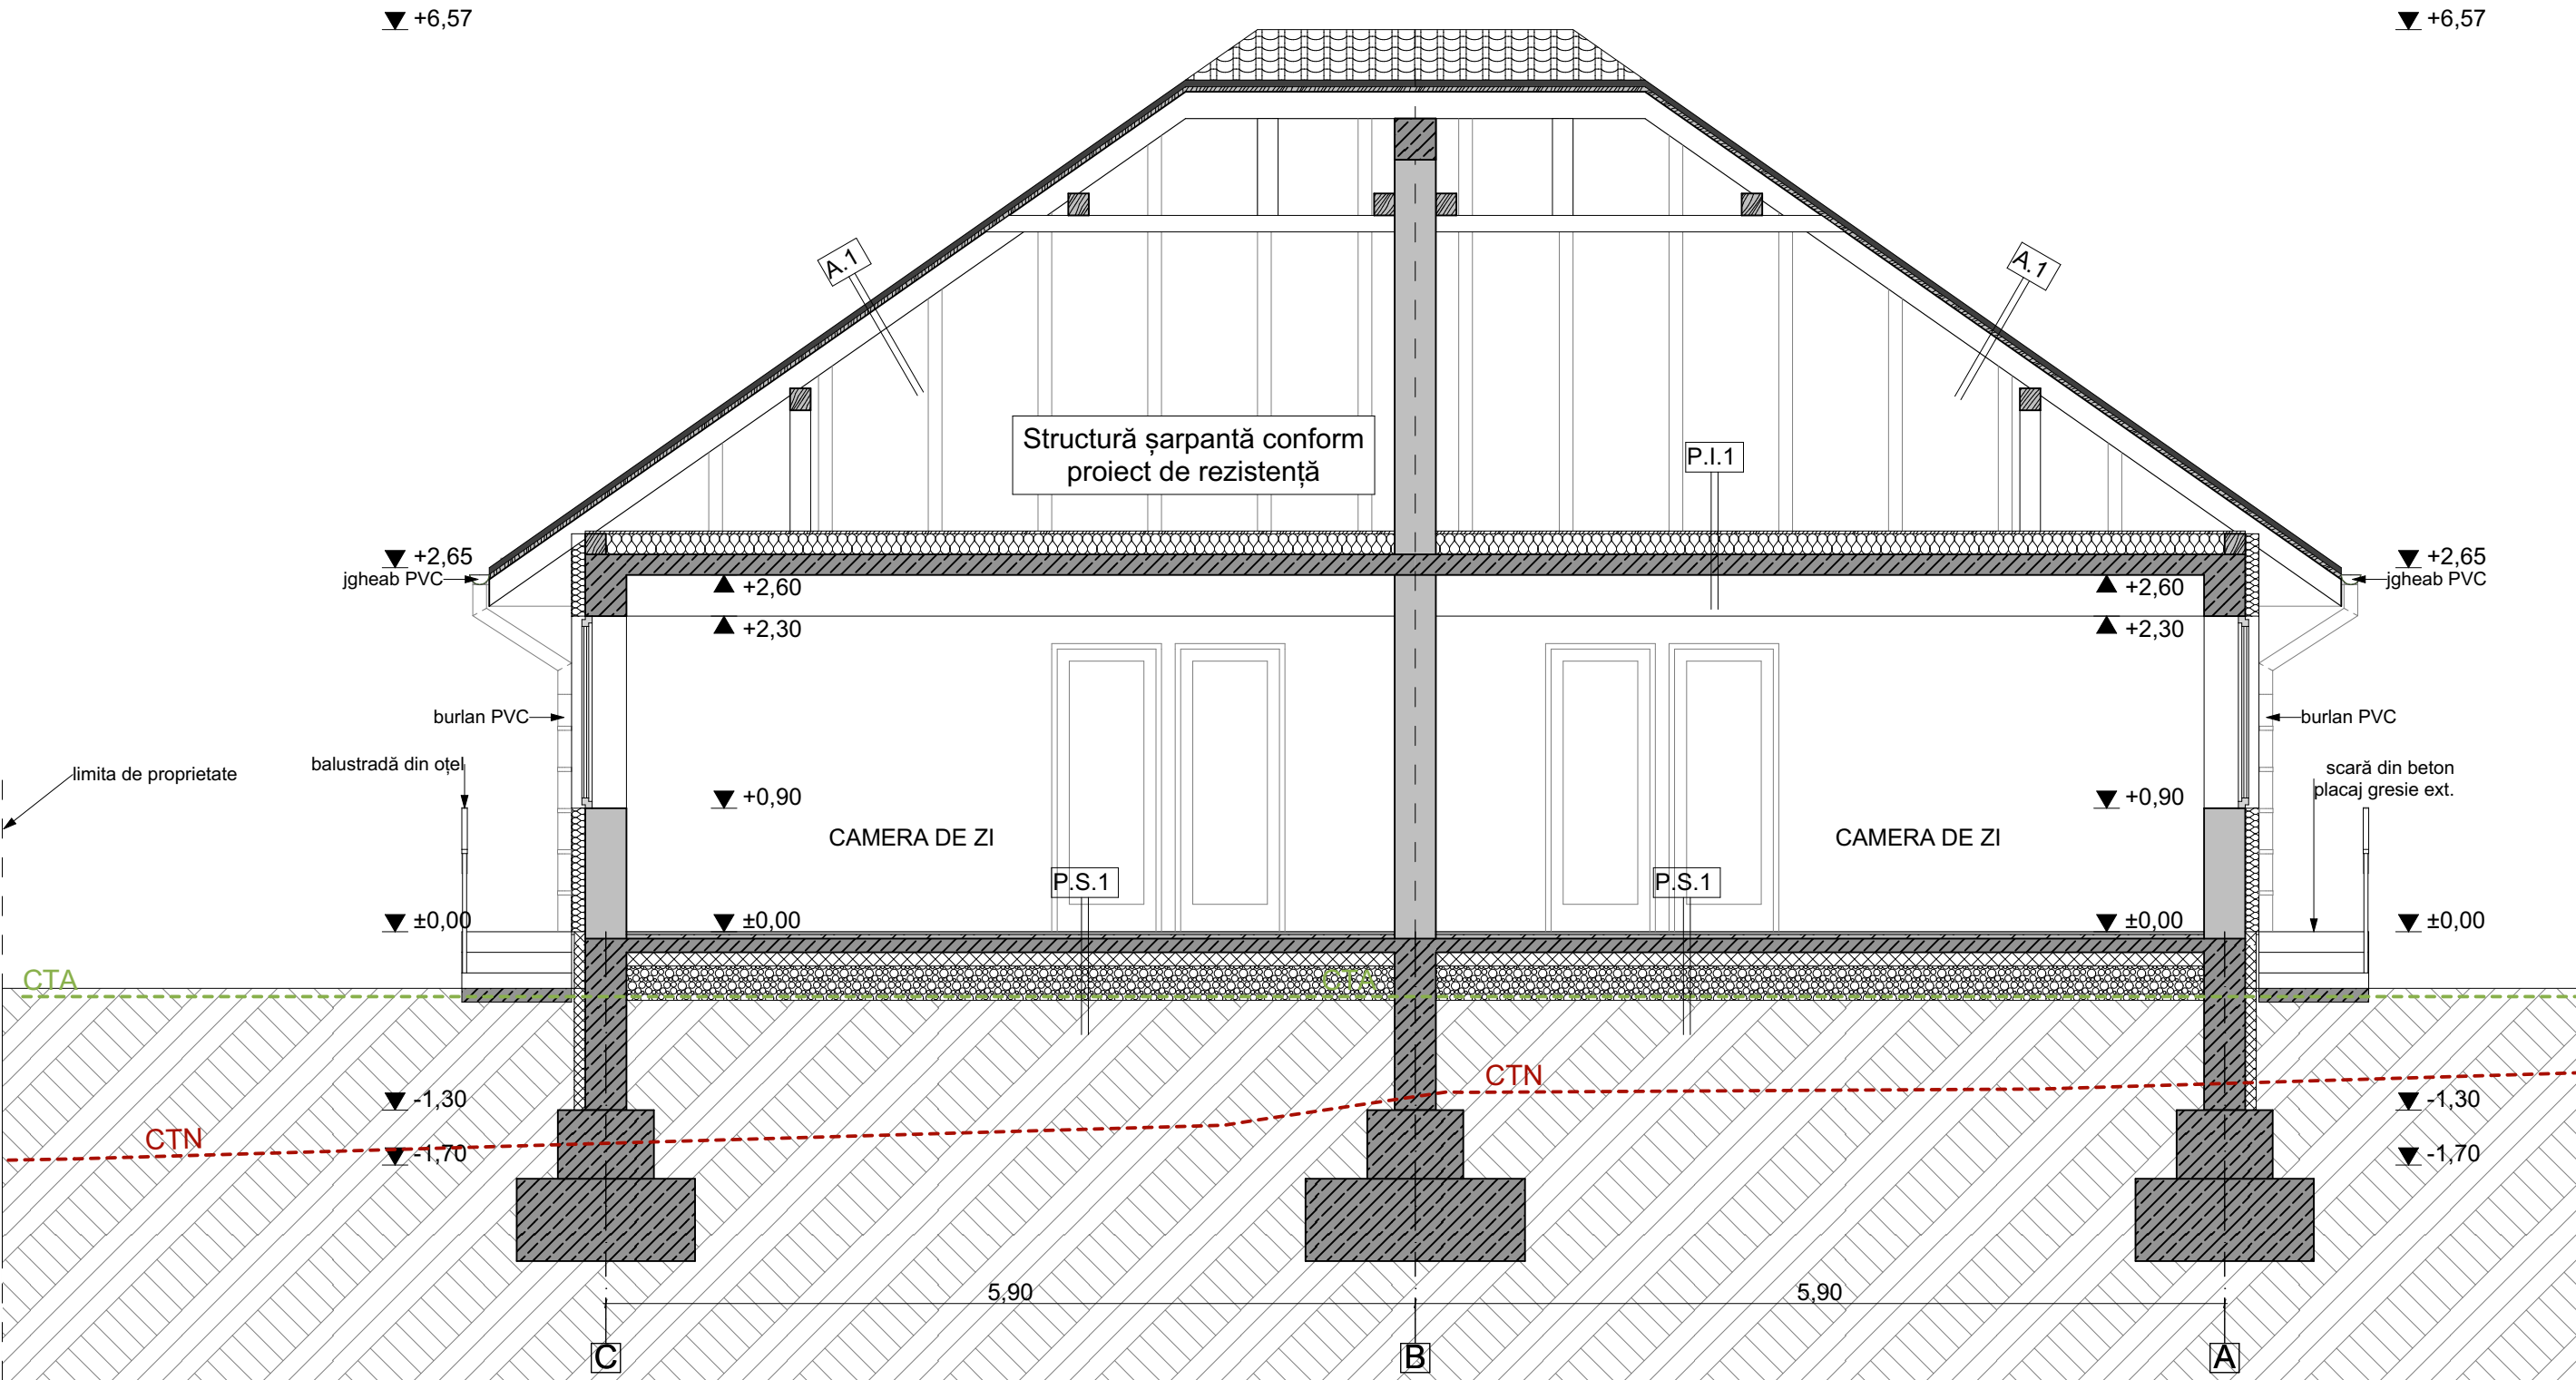 +6,57
+6,57
A.1
A.1
Structură șarpantă conform
proiect de rezistență
P.I.1
+2,65
+2,65
jgheab PVC
jgheab PVC
+2,60
+2,60
+2,30
+2,30
burlan PVC
burlan PVC
limita de proprietate
balustradă din oțel
scară din beton
placaj gresie ext.
+0,90
+0,90
CAMERA DE ZI
CAMERA DE ZI
P.S.1
P.S.1
±0,00
±0,00
±0,00
±0,00
CTA
CTA
CTN
-1,30
-1,30
CTN
-1,70
-1,70
5,90
5,90
C
B
A